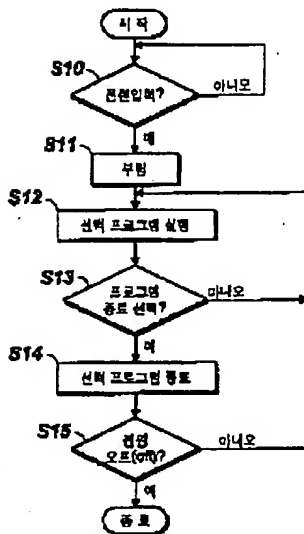 시 작
S10
전원입력?
아니오
예
S11
부팅
S12
선택 프로그램 실행
S13
프로그램
종료 선택?
아니오
예
S14
선택 프로그램 종료
S15
전원
오프(off)?
아니오
예
종 료